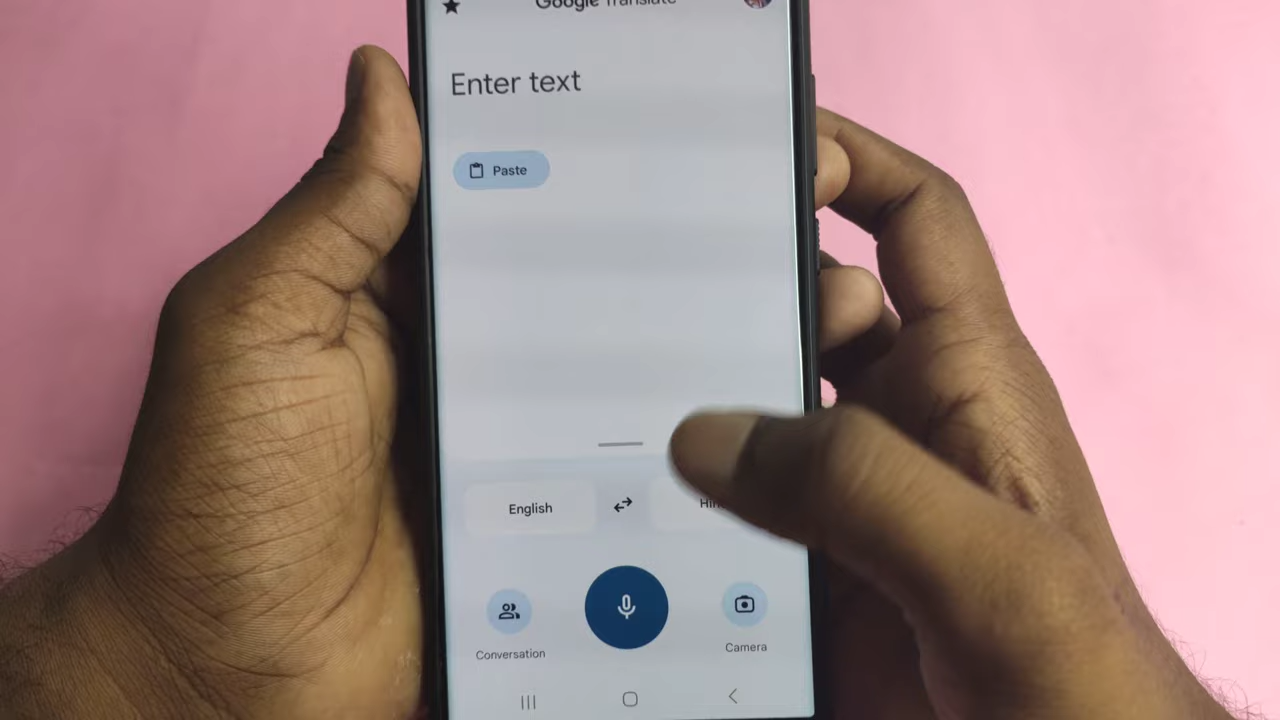 Google Translate
Enter text
Paste
English
Conversation
Camera